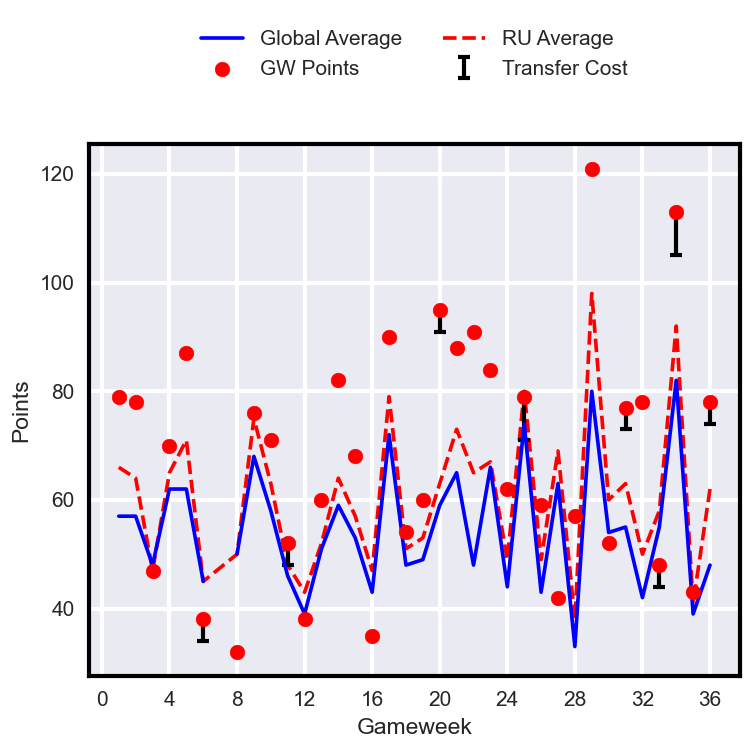 Global Average
RU Average
GW Points
Transfer Cost
120
100
80
60
40
Points
0 4 8 12 16 20 24 28 32 36
Gameweek